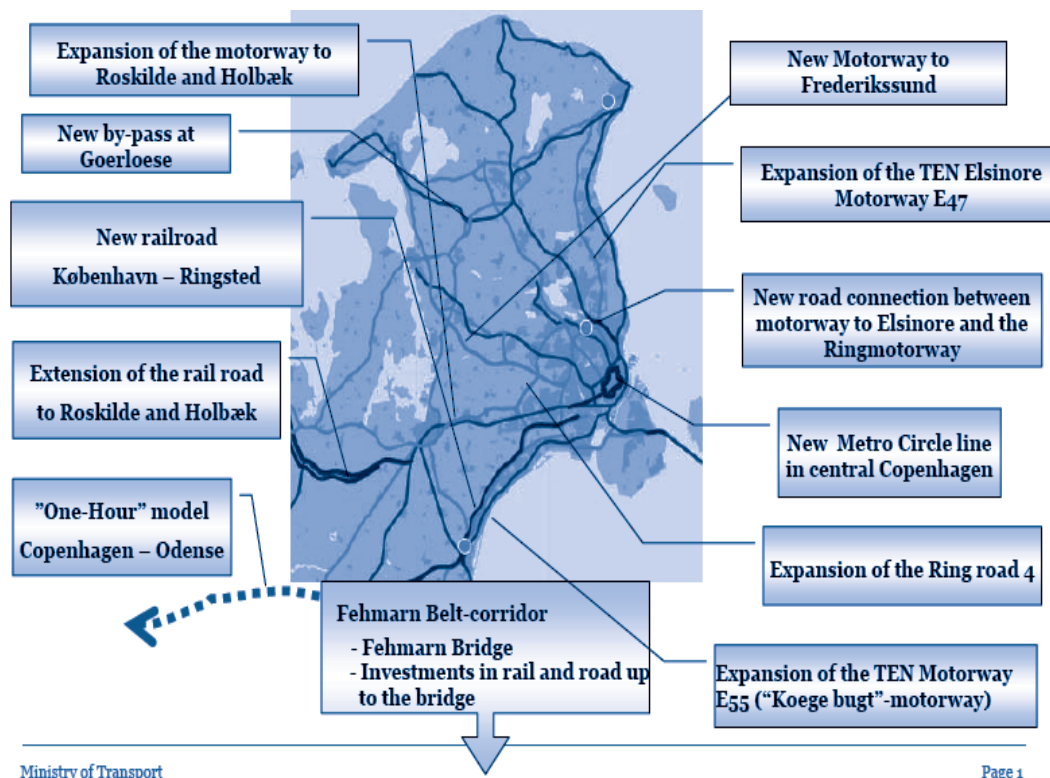 Expansion of the motorway to
Roskilde and Holbæk
New by-pass at
Goerloese
New railroad
København – Ringsted
Extension of the rail road
to Roskilde and Holbæk
"One-Hour" model
Copenhagen – Odense
New Motorway to
Frederikssund
Expansion of the TEN Elsinore
Motorway E47
New road connection between
motorway to Elsinore and the
Ringmotorway
New Metro Circle line
in central Copenhagen
Expansion of the Ring road 4
Fehmarn Belt-corridor
- Fehmarn Bridge
- Investments in rail and road up
to the bridge
Expansion of the TEN Motorway
E55 ("Koege bugt"-motorway)
Ministry of Transport
Page 1